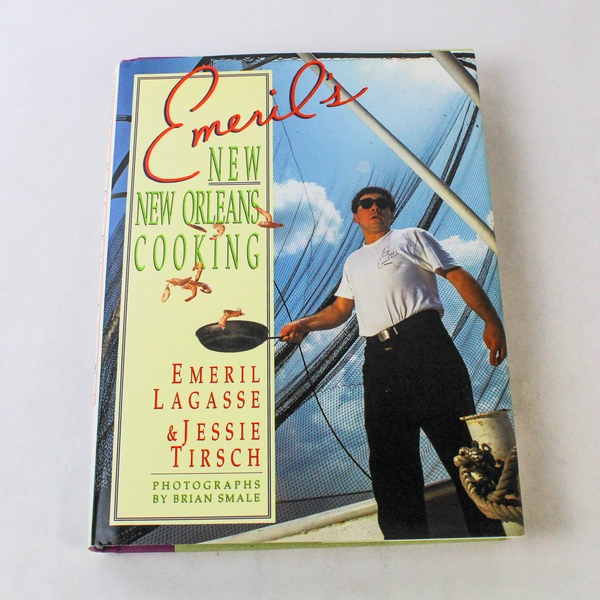 Emeril's
NEW
NEW ORLEANS
COOKING
EMERIL
LAGASSE
& JESSIE
TIRSCH
PHOTOGRAPHS
BY BRIAN SMALE